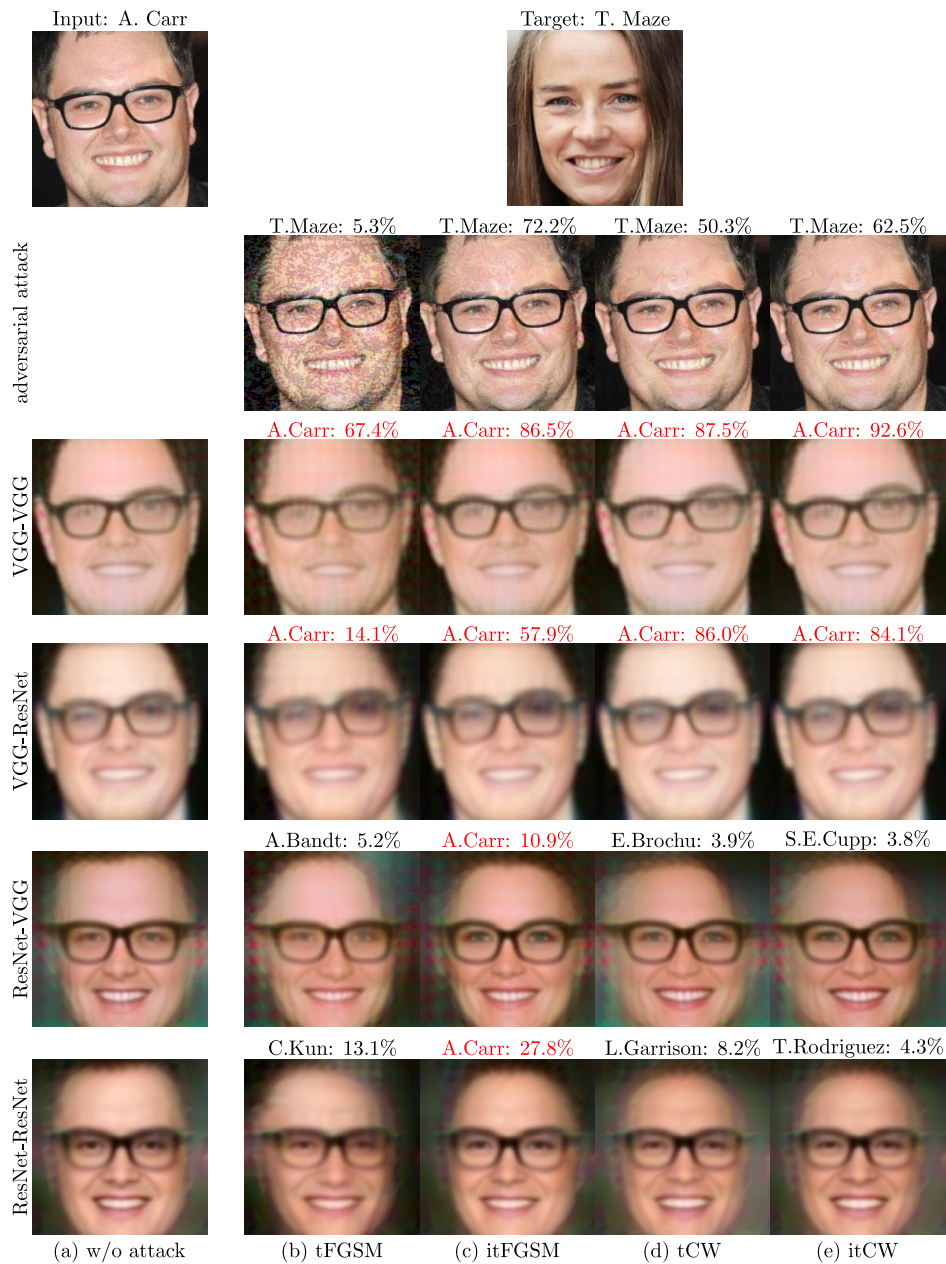 Input: A. Carr
Target: T. Maze
adversarial attack
T.Maze: 5.3%
T.Maze: 72.2%
T.Maze: 50.3%
T.Maze: 62.5%
VGG-VGG
A.Carr: 67.4%
A.Carr: 86.5%
A.Carr: 87.5%
A.Carr: 92.6%
VGG-ResNet
A.Carr: 14.1%
A.Carr: 57.9%
A.Carr: 86.0%
A.Carr: 84.1%
ResNet-VGG
A.Bandt: 5.2%
A.Carr: 10.9%
E.Brochu: 3.9%
S.E.Cupp: 3.8%
ResNet-ResNet
C.Kun: 13.1%
A.Carr: 27.8%
L.Garrison: 8.2%
T.Rodriguez: 4.3%
(a) w/o attack
(b) tFGSM
(c) itFGSM
(d) tCW
(e) itCW